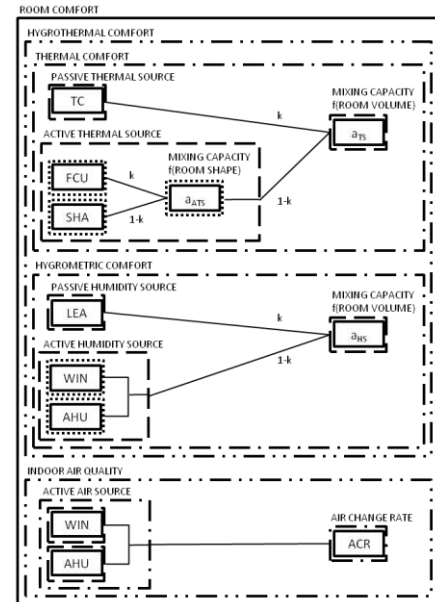 ROOM COMFORT
HYGROTHERMAL COMFORT
THERMAL COMFORT
PASSIVE THERMAL SOURCE
TC
k
MIXING CAPACITY
f(ROOM VOLUME)
aTS
ACTIVE THERMAL SOURCE
MIXING CAPACITY
f(ROOM SHAPE)
FCU
k
aATS
SHA
1-k
1-k
HYGROMETRIC COMFORT
PASSIVE HUMIDITY SOURCE
LEA
k
MIXING CAPACITY
f(ROOM VOLUME)
aHS
ACTIVE HUMIDITY SOURCE
1-k
WIN
AHU
INDOOR AIR QUALITY
ACTIVE AIR SOURCE
WIN
AIR CHANGE RATE
AHU
ACR